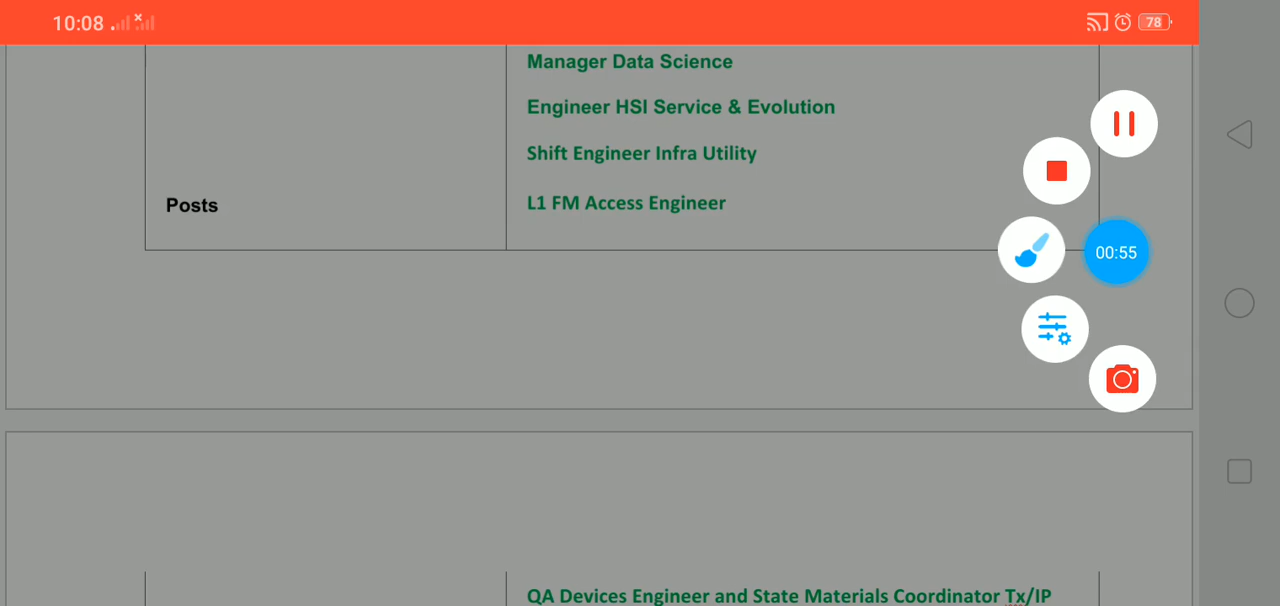 10:08
78
Manager Data Science
Engineer HSI Service & Evolution
Shift Engineer Infra Utility
Posts
L1 FM Access Engineer
00:55
QA Devices Engineer and State Materials Coordinator Tx/IP